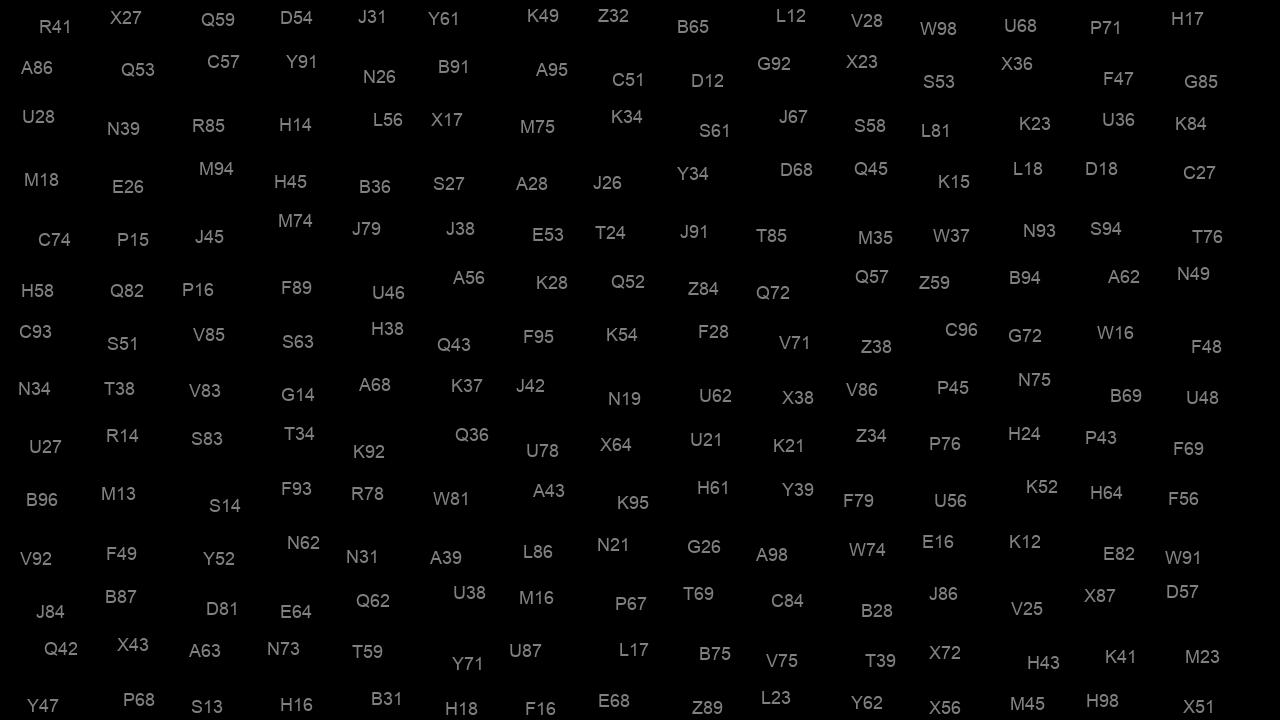 R41 X27 Q59 D54 J31 Y61 K49 Z32 B65 L12 V28 W98 U68 P71 H17
A86 Q53 C57 Y91 N26 B91 A95 C51 D12 G92 X23 S53 X36 F47 G85
U28 N39 R85 H14 L56 X17 M75 K34 S61 J67 S58 L81 K23 U36 K84
M18 E26 M94 H45 B36 S27 A28 J26 Y34 D68 Q45 K15 L18 D18 C27
C74 P15 J45 M74 J79 J38 E53 T24 J91 T85 M35 W37 N93 S94 T76
H58 Q82 P16 F89 U46 A56 K28 Q52 Z84 Q72 Q57 Z59 B94 A62 N49
C93 S51 V85 S63 H38 Q43 F95 K54 F28 V71 Z38 C96 G72 W16 F48
N34 T38 V83 G14 A68 K37 J42 N19 U62 X38 V86 P45 N75 B69 U48
U27 R14 S83 T34 K92 Q36 U78 X64 U21 K21 Z34 P76 H24 P43 F69
B96 M13 S14 F93 R78 W81 A43 K95 H61 Y39 F79 U56 K52 H64 F56
V92 F49 Y52 N62 N31 A39 L86 N21 G26 A98 W74 E16 K12 E82 W91
J84 B87 D81 E64 Q62 U38 M16 P67 T69 C84 B28 J86 V25 X87 D57
Q42 X43 A63 N73 T59 Y71 U87 L17 B75 V75 T39 X72 H43 K41 M23
Y47 P68 S13 H16 B31 H18 F16 E68 Z89 L23 Y62 X56 M45 H98 X51